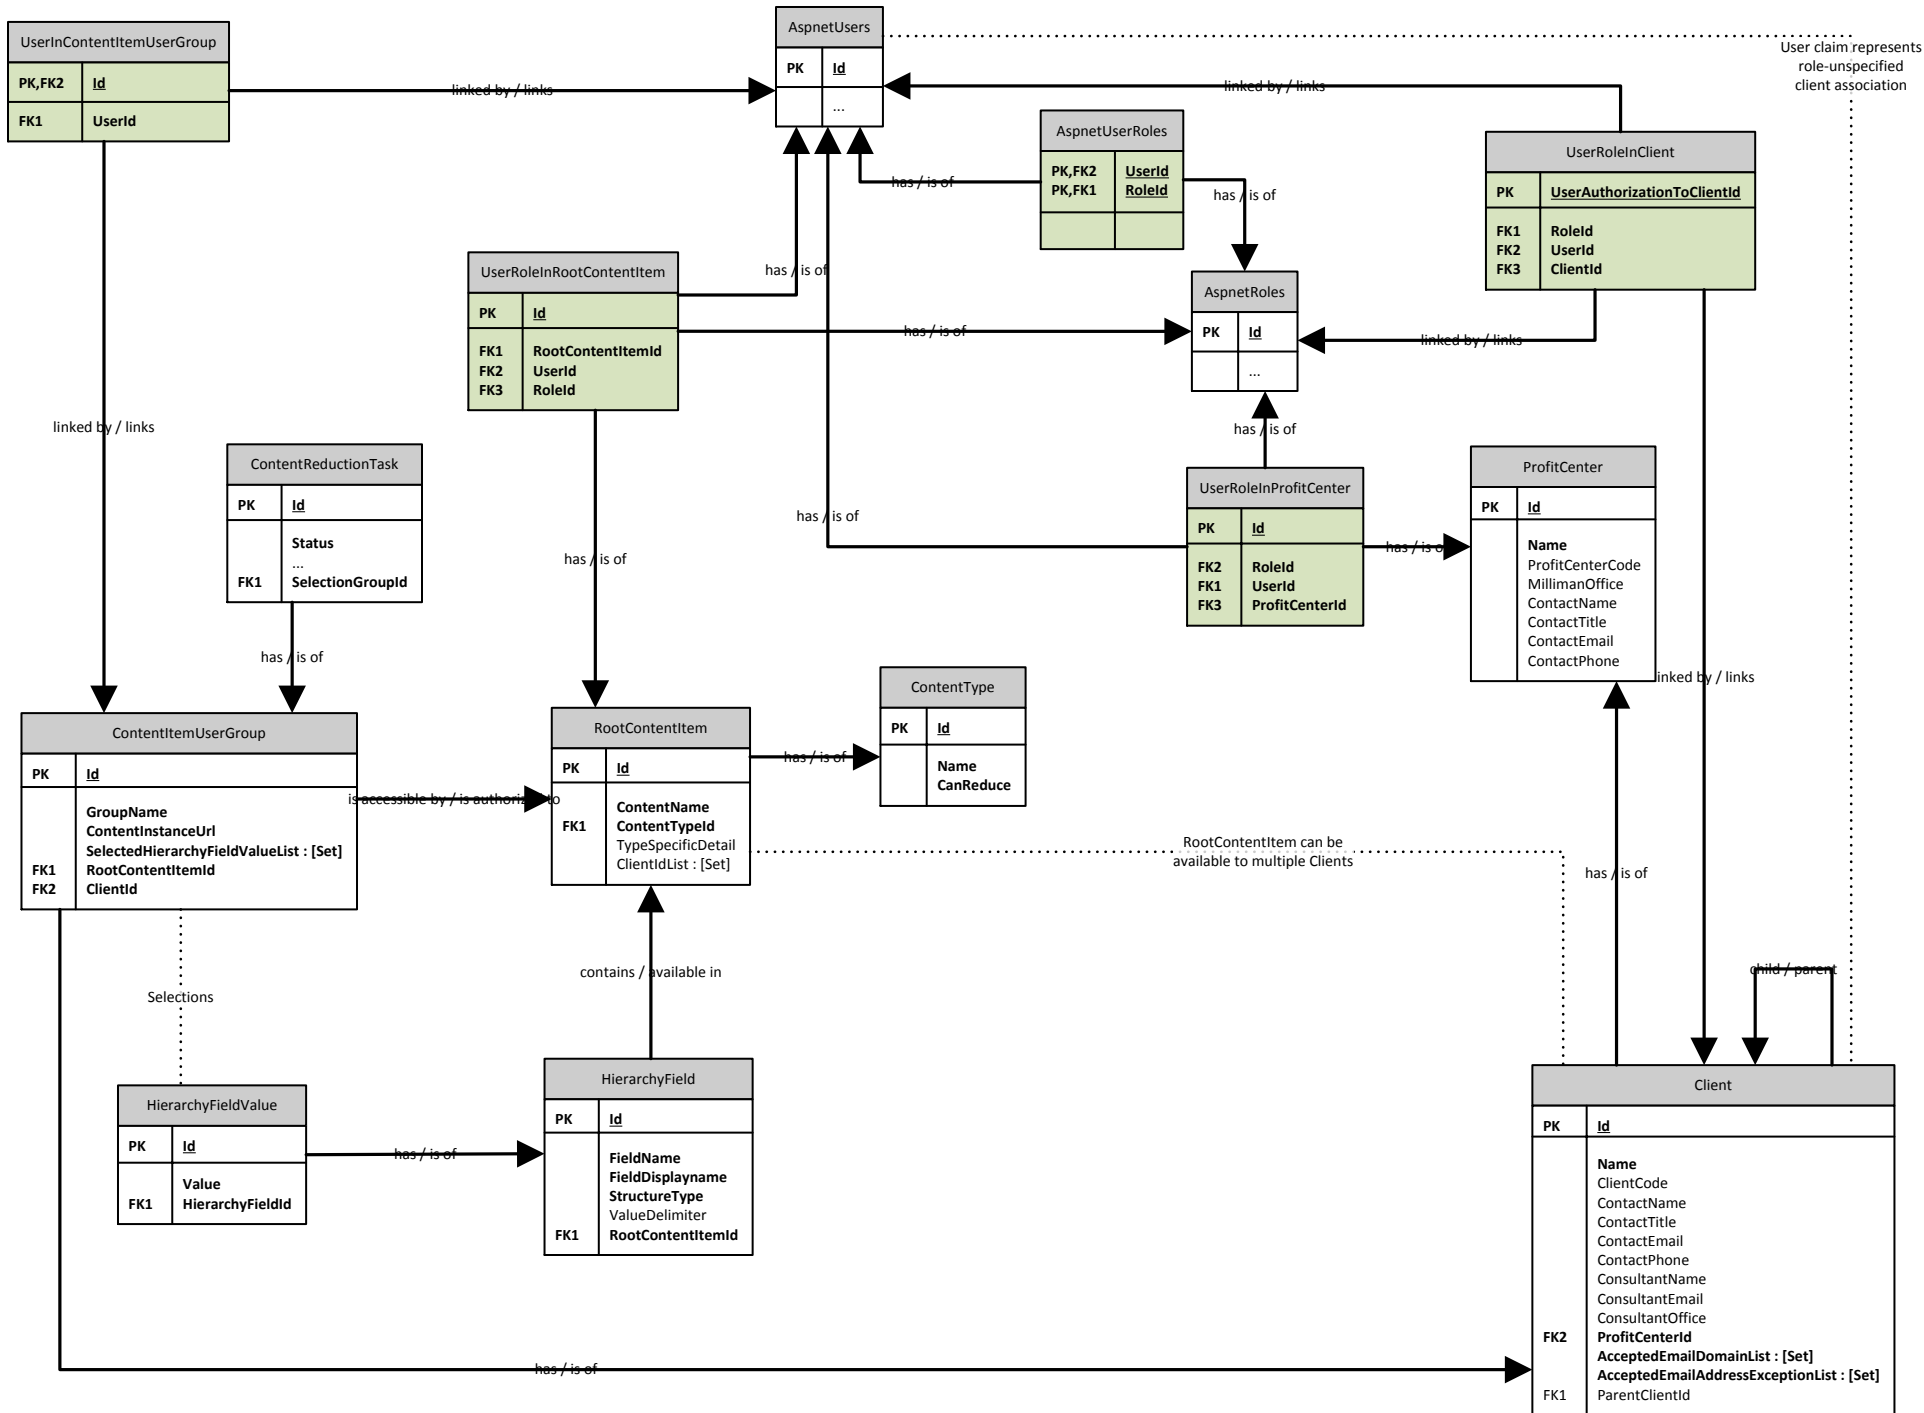 UserInContentItemUserGroup
PK,FK2 Id
FK1 UserId
linked by / links
AspnetUsers
PK Id
...
User claim represents
role-unspecified
client association
linked by / links
AspnetUserRoles
PK,FK2 UserId
PK,FK1 RoleId
has / is of
has / is of
UserRoleInClient
PK UserAuthorizationToClientId
FK1 RoleId
FK2 UserId
FK3 ClientId
UserRoleInRootContentItem
PK Id
FK1 RootContentItemId
FK2 UserId
FK3 RoleId
has / is of
has / is of
AspnetRoles
PK Id
...
linked by / links
linked by / links
has / is of
ContentReductionTask
PK Id
Status
...
FK1 SelectionGroupId
has / is of
has / is of
has / is of
UserRoleInProfitCenter
PK Id
FK2 RoleId
FK1 UserId
FK3 ProfitCenterId
has / is of
ProfitCenter
PK Id
Name
ProfitCenterCode
MillimanOffice
ContactName
ContactTitle
ContactEmail
ContactPhone
linked by / links
ContentItemUserGroup
PK Id
GroupName
ContentInstanceUrl
SelectedHierarchyFieldValueList : [Set]
FK1 RootContentItemId
FK2 ClientId
is accessible by / is authorized to
RootContentItem
PK Id
ContentName
FK1 ContentTypeId
TypeSpecificDetail
ClientIdList : [Set]
has / is of
ContentType
PK Id
Name
CanReduce
RootContentItem can be
available to multiple Clients
has / is of
Selections
contains / available in
child / parent
HierarchyFieldValue
PK Id
Value
FK1 HierarchyFieldId
has / is of
HierarchyField
PK Id
FieldName
FieldDisplayname
StructureType
ValueDelimiter
FK1 RootContentItemId
Client
PK Id
Name
ClientCode
ContactName
ContactTitle
ContactEmail
ContactPhone
ConsultantName
ConsultantEmail
ConsultantOffice
FK2 ProfitCenterId
AcceptedEmailDomainList : [Set]
AcceptedEmailAddressExceptionList : [Set]
FK1 ParentClientId
has / is of